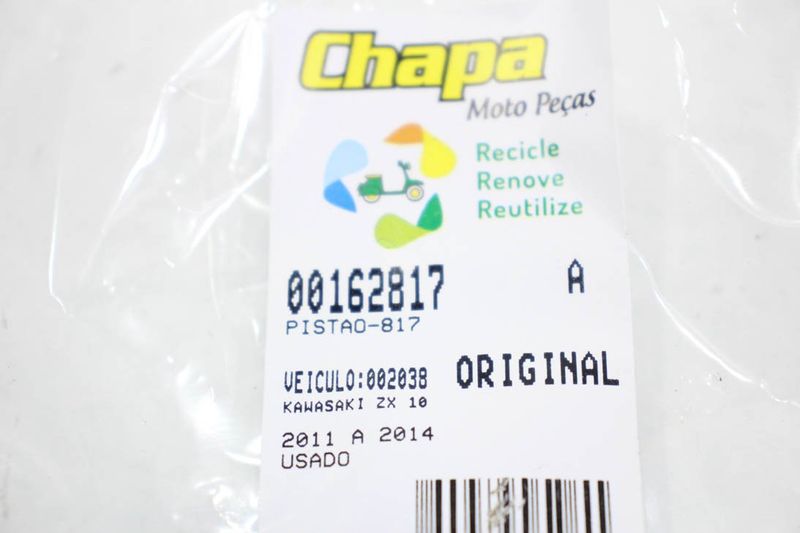 Chapa
Moto Peças
Recicle
Renove
Reutilize
00162817 A
PISTAO-817
VEICULO:002038 ORIGINAL
KAWASAKI ZX 10
2011 A 2014
USADO